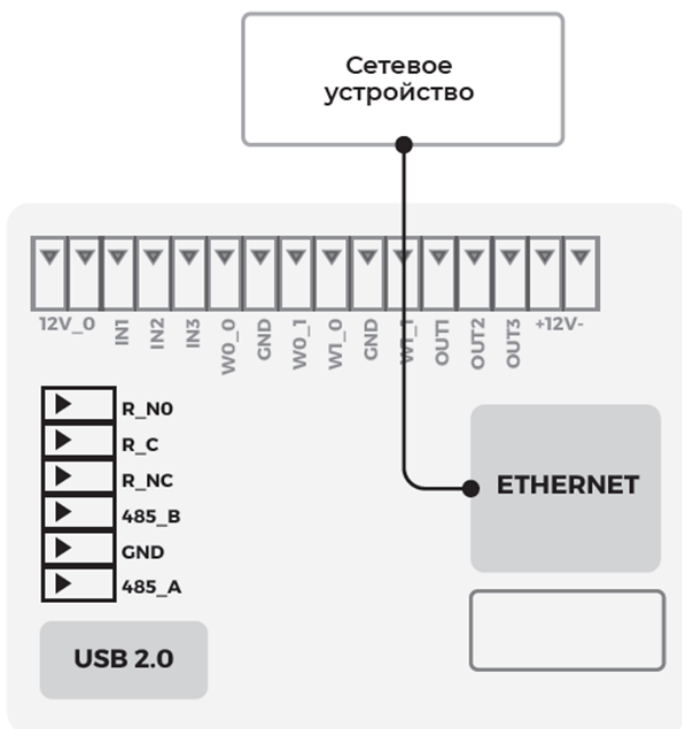 Сетевое
устройство
12V_0
IN1
IN2
IN3
W0_0
GND
W0_1
W1_0
GND
W1_1
OUT1
OUT2
OUT3
+12V-
R_N0
R_C
R_NC
485_B
GND
485_A
ETHERNET
USB 2.0